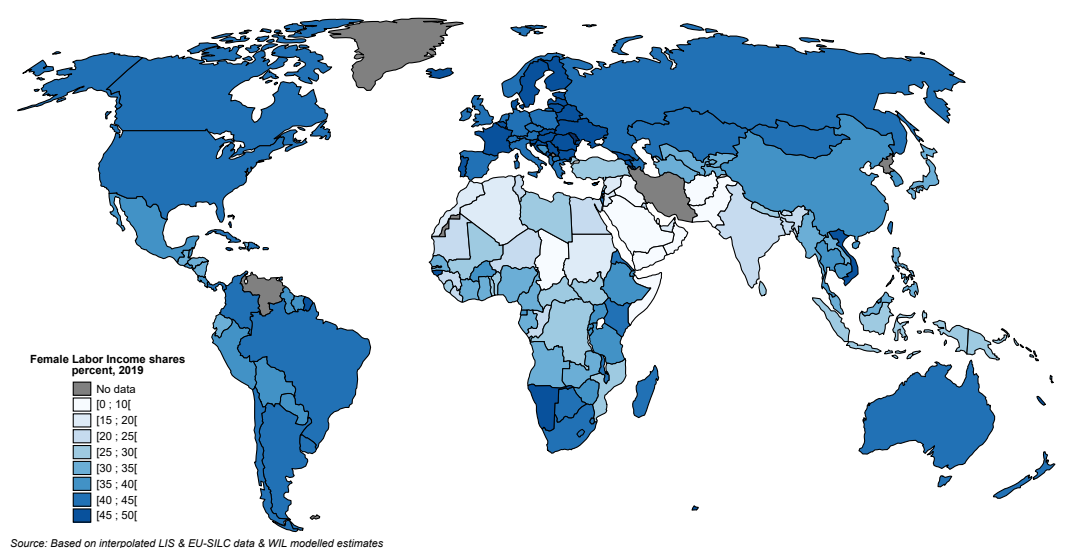 Female Labor Income shares
percent, 2019
No data
[0 ; 10[
[15 ; 20[
[20 ; 25[
[25 ; 30[
[30 ; 35[
[35 ; 40[
[40 ; 45[
[45 ; 50[
Source: Based on interpolated LIS & EU-SILC data & WIL modelled estimates